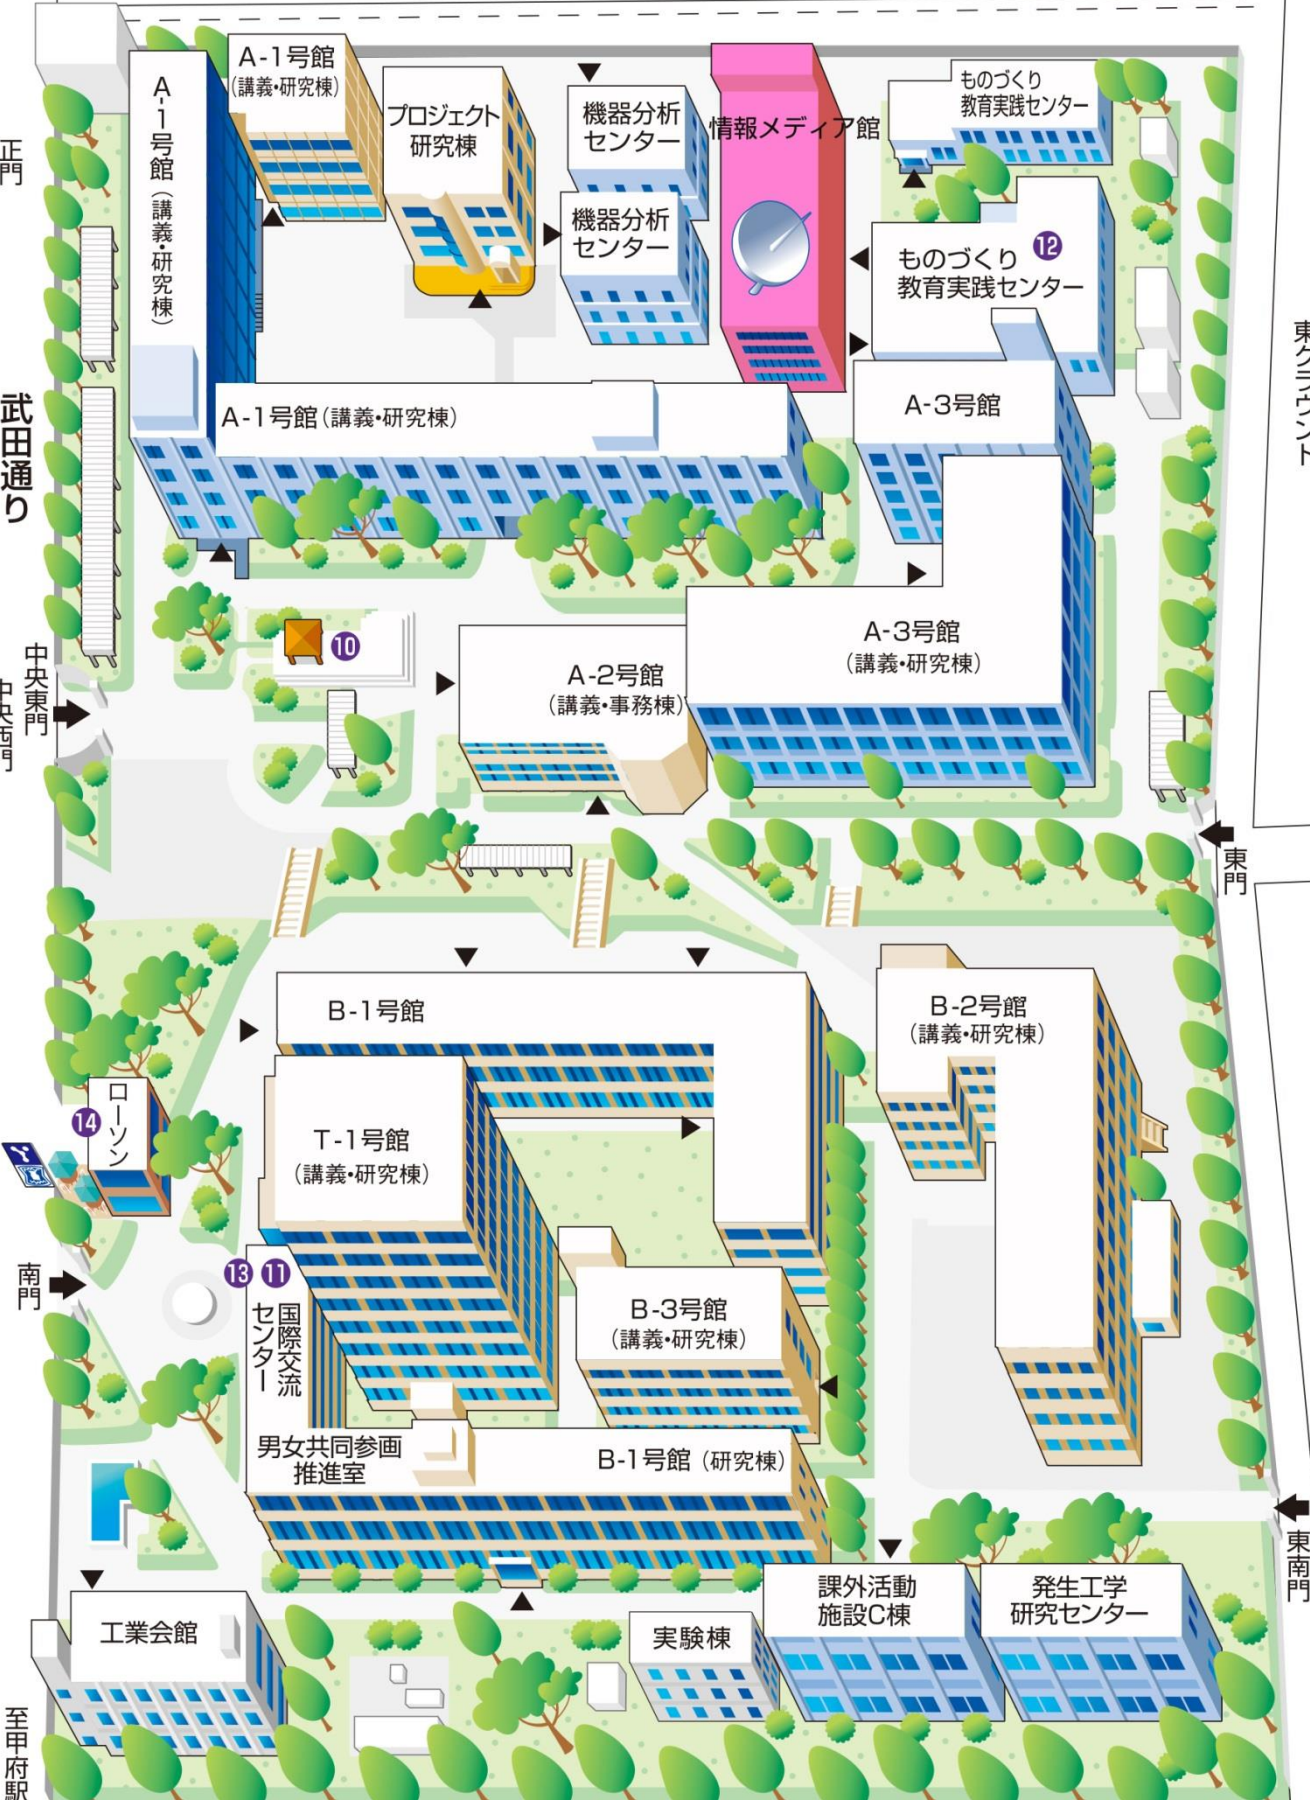 A-1号館
(講義・研究棟)
A-1号館(講義・研究棟)
プロジェクト
研究棟
機器分析
センター
機器分析
センター
情報メディア館
ものづくり
教育実践センター
ものづくり
教育実践センター
⑫
正門
武田通り
A-1号館(講義・研究棟)
A-3号館
東グラウンド
⑩
A-2号館
(講義・事務棟)
A-3号館
(講義・研究棟)
中央東門
中央西門
東門
B-1号館
B-2号館
(講義・研究棟)
ローソン
⑭
T-1号館
(講義・研究棟)
南門
⑬ ⑪
国際交流
センター
B-3号館
(講義・研究棟)
男女共同参画
推進室
B-1号館(研究棟)
東南門
工業会館
実験棟
課外活動
施設C棟
発生工学
研究センター
至甲府駅